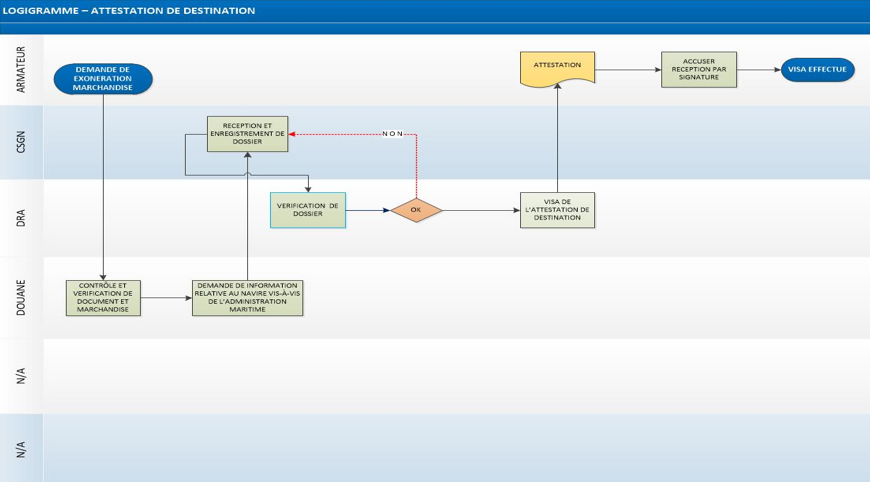 LOGIGRAMME – ATTESTATION DE DESTINATION
ARMATEUR
DEMANDE DE
EXONERATION
MARCHANDISE
ATTESTATION
ACCUSER
RECEPTION PAR
SIGNATURE
VISA EFFECTUE
CSGN
RECEPTION ET
ENREGISTREMENT DE
DOSSIER
N O N
DRA
VERIFICATION DE
DOSSIER
OK
VISA DE
L'ATTESTATION DE
DESTINATION
DOUANE
CONTRÔLE ET
VERIFICATION DE
DOCUMENT ET
MARCHANDISE
DEMANDE DE INFORMATION
RELATIVE AU NAVIRE VIS-À-VIS
DE L'ADMINISTRATION
MARITIME
N/A
N/A